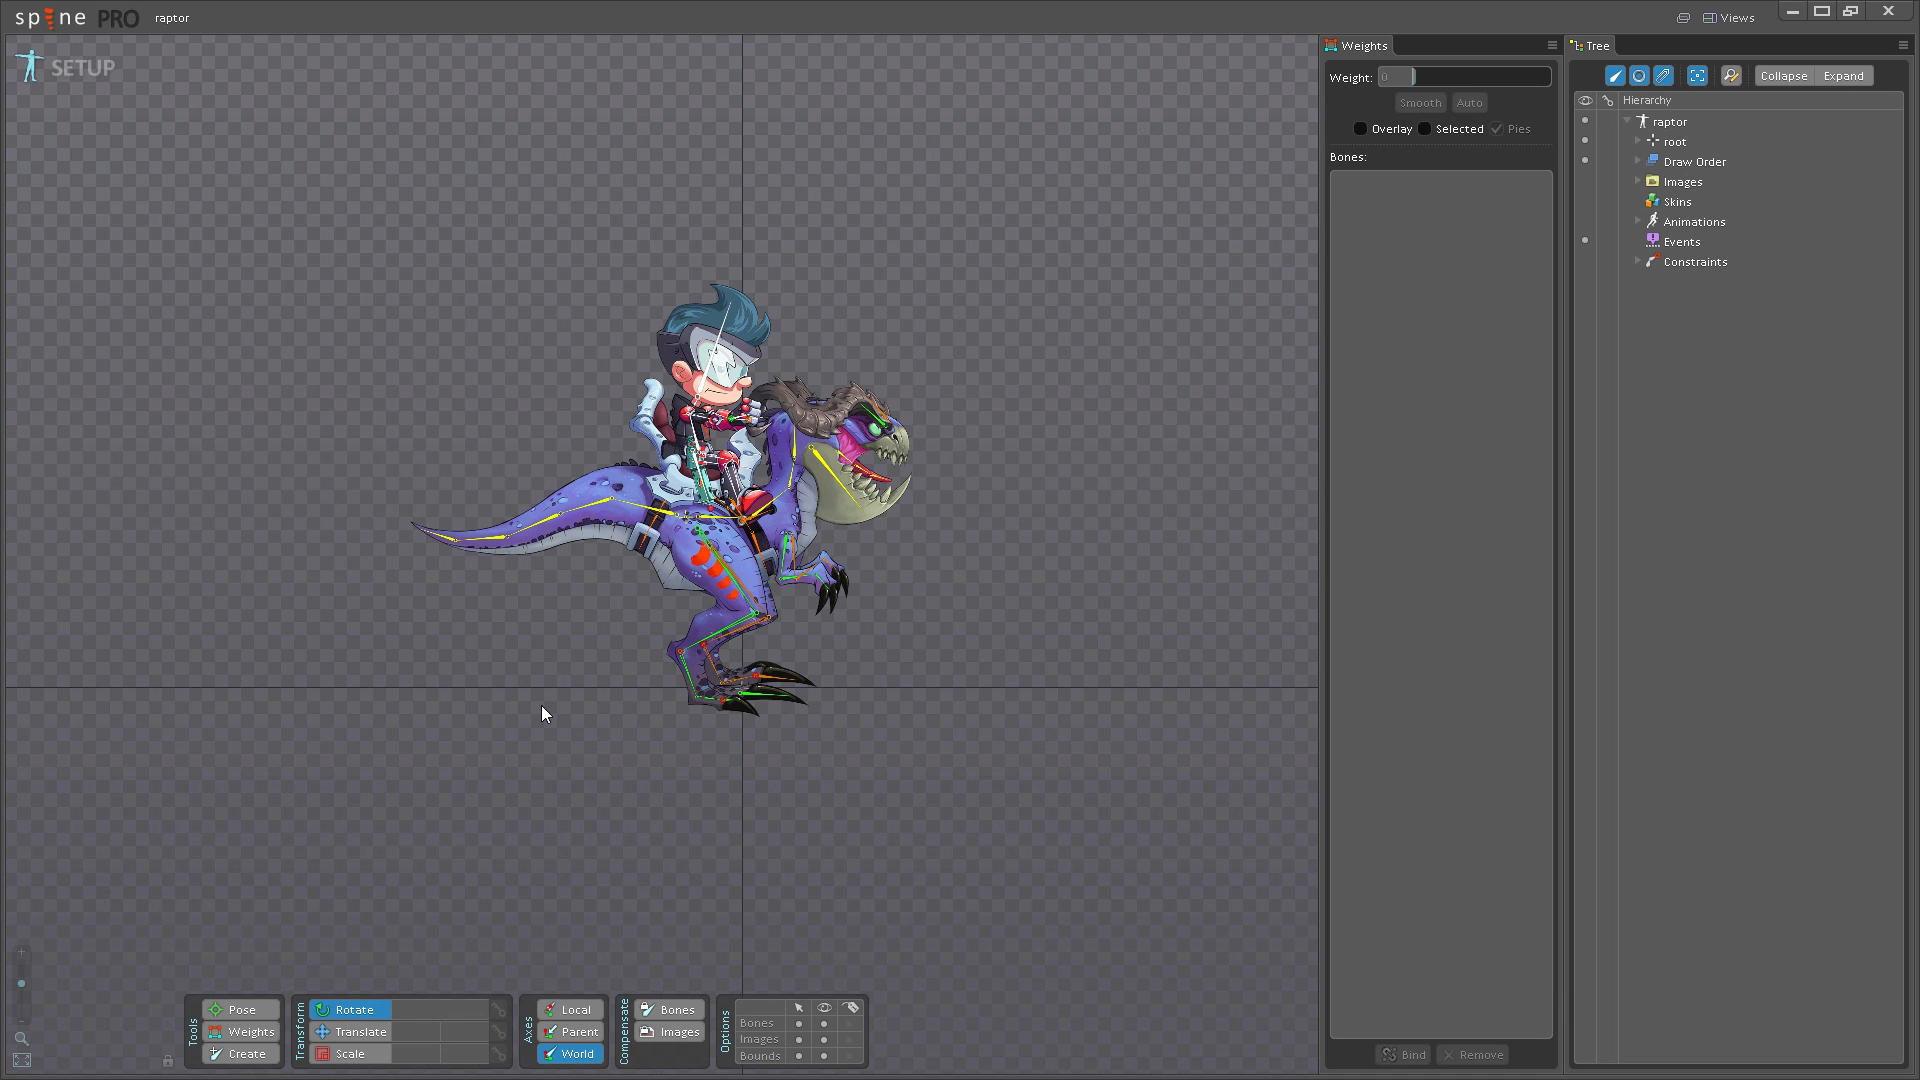 spine PRO raptor Views
SETUP
Weights
Weight: 0
Smooth Auto
Overlay Selected Pies
Bones:
Bind Remove
Tree
Collapse Expand
Hierarchy
raptor
root
Draw Order
Images
Skins
Animations
Events
Constraints
Tools
Pose
Weights
Create
Transform
Rotate
Translate
Scale
Axes
Local
Parent
World
Compensate
Bones
Images
Options
Bones
Images
Bounds